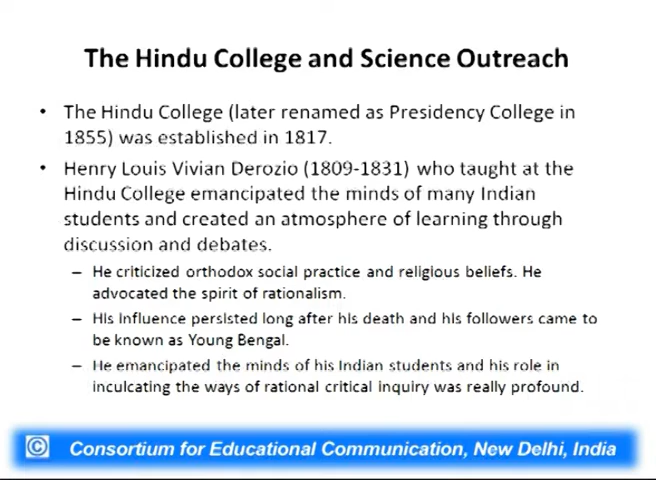 The Hindu College and Science Outreach
• The Hindu College (later renamed as Presidency College in
1855) was established in 1817.
• Henry Louis Vivian Derozio (1809-1831) who taught at the
Hindu College emancipated the minds of many Indian
students and created an atmosphere of learning through
discussion and debates.
– He criticized orthodox social practice and religious beliefs. He
advocated the spirit of rationalism.
– His influence persisted long after his death and his followers came to
be known as Young Bengal.
– He emancipated the minds of his Indian students and his role in
inculcating the ways of rational critical inquiry was really profound.
© Consortium for Educational Communication, New Delhi, India